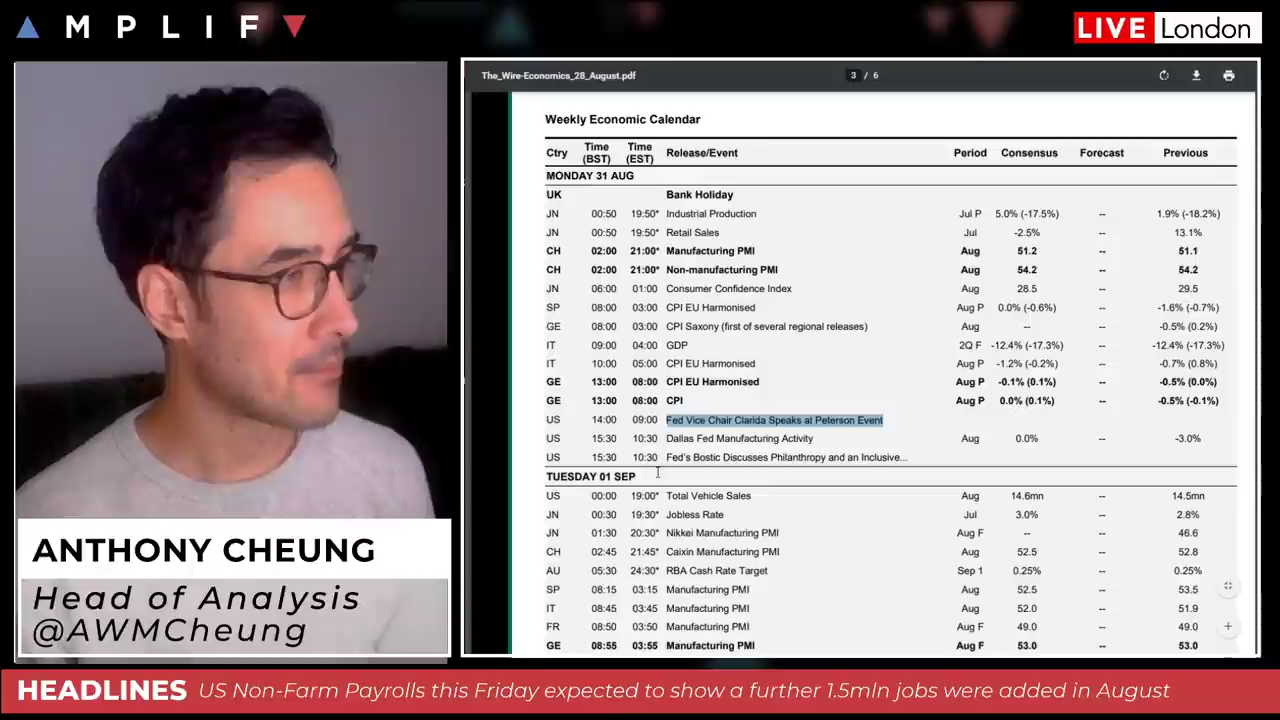 AMPLIFY
LIVE London
The_Wire-Economics_28_August.pdf 3 / 6
Weekly Economic Calendar
Ctry Time (BST) Time (EST) Release/Event Period Consensus Forecast Previous
MONDAY 31 AUG
UK Bank Holiday
JN 00:50 19:50* Industrial Production Jul P 5.0% (-17.5%) -- 1.9% (-18.2%)
JN 00:50 19:50* Retail Sales Jul -2.5% -- 13.1%
CH 02:00 21:00* Manufacturing PMI Aug 51.2 -- 51.1
CH 02:00 21:00* Non-manufacturing PMI Aug 54.2 -- 54.2
JN 06:00 01:00 Consumer Confidence Index Aug 28.5 -- 29.5
SP 08:00 03:00 CPI EU Harmonised Aug P 0.0% (-0.6%) -- -1.6% (-0.7%)
GE 08:00 03:00 CPI Saxony (first of several regional releases) Aug -- -- -0.5% (0.2%)
IT 09:00 04:00 GDP 2Q F -12.4% (-17.3%) -- -12.4% (-17.3%)
IT 10:00 05:00 CPI EU Harmonised Aug P -1.2% (-0.2%) -- -0.7% (0.8%)
GE 13:00 08:00 CPI EU Harmonised Aug P -0.1% (0.1%) -- -0.5% (0.0%)
GE 13:00 08:00 CPI Aug P 0.0% (0.1%) -- -0.5% (-0.1%)
US 14:00 09:00 Fed Vice Chair Clarida Speaks at Peterson Event
US 15:30 10:30 Dallas Fed Manufacturing Activity Aug 0.0% -- -3.0%
US 15:30 10:30 Fed's Bostic Discusses Philanthropy and an Inclusive...
TUESDAY 01 SEP
US 00:00 19:00* Total Vehicle Sales Aug 14.6mn -- 14.5mn
JN 00:30 19:30* Jobless Rate Jul 3.0% -- 2.8%
JN 01:30 20:30* Nikkei Manufacturing PMI Aug F -- -- 46.6
CH 02:45 21:45* Caixin Manufacturing PMI Aug 52.5 -- 52.8
AU 05:30 24:30* RBA Cash Rate Target Sep 1 0.25% -- 0.25%
SP 08:15 03:15 Manufacturing PMI Aug 52.5 -- 53.5
IT 08:45 03:45 Manufacturing PMI Aug 52.0 -- 51.9
FR 08:50 03:50 Manufacturing PMI Aug F 49.0 -- 49.0
GE 08:55 03:55 Manufacturing PMI Aug F 53.0 -- 53.0
ANTHONY CHEUNG
Head of Analysis
@AWMCheung
HEADLINES US Non-Farm Payrolls this Friday expected to show a further 1.5mln jobs were added in August